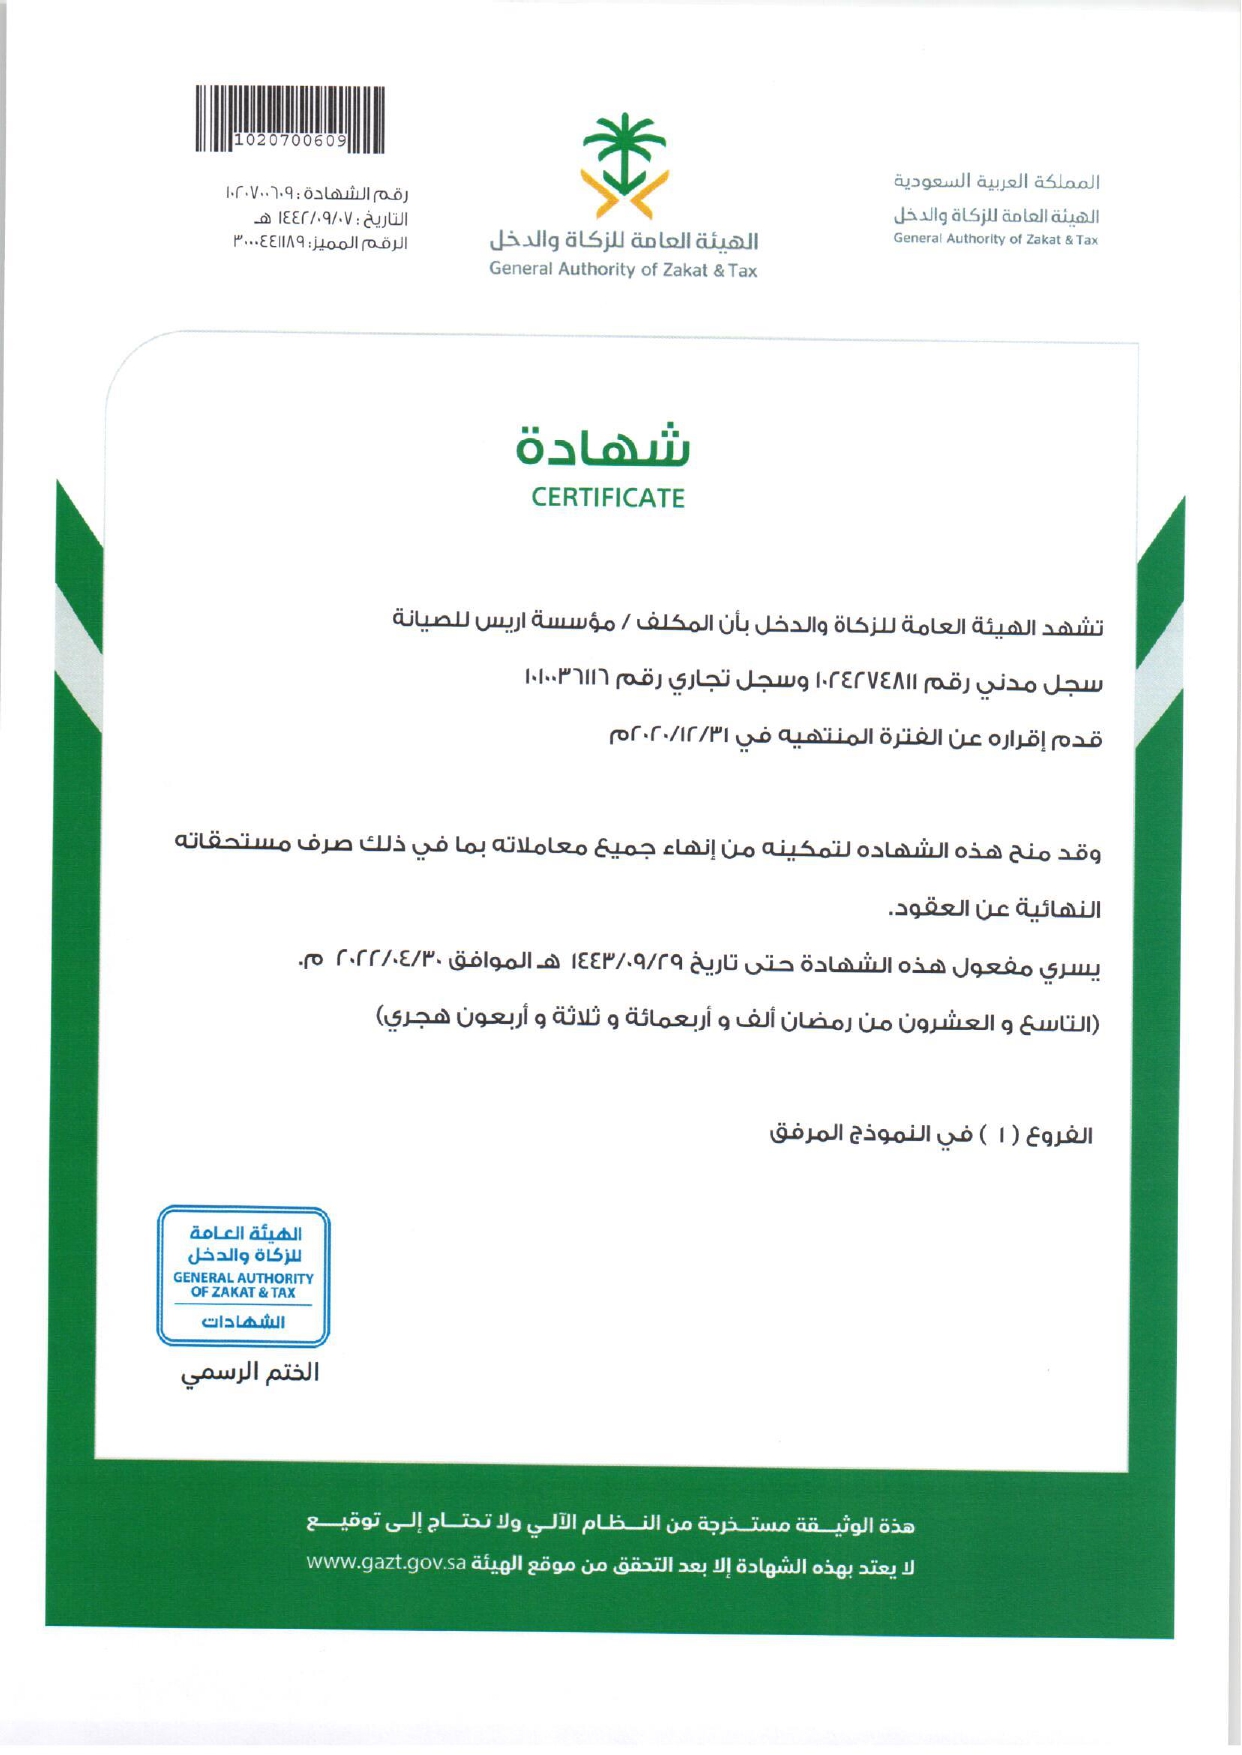 1020700609
رقم الشهادة: ١٠٢٠٧٠٠٦٠٩
التاريخ: ١٤٤٢/٠٩/٠٧ هـ
الرقم المميز: ٣٠٠٠٤٤١١٨٩
الهيئة العامة للزكاة والدخل
General Authority of Zakat & Tax
المملكة العربية السعودية
الهيئة العامة للزكاة والدخل
General Authority of Zakat & Tax
شهادة
CERTIFICATE
تشهد الهيئة العامة للزكاة والدخل بأن المكلف / مؤسسة اريس للصيانة
سجل مدني رقم ١٠٢٤٢٧٤٨١١ وسجل تجاري رقم ١٠١٠٠٣٦١١٦
قدم إقراره عن الفترة المنتهيه في ٢٠٢٠/١٢/٣١م
وقد منح هذه الشهاده لتمكينه من إنهاء جميع معاملاته بما في ذلك صرف مستحقاته
النهائية عن العقود.
يسري مفعول هذه الشهادة حتى تاريخ ١٤٤٣/٠٩/٢٩ هـ الموافق ٢٠٢٢/٠٤/٣٠ م.
(التاسع و العشرون من رمضان ألف و أربعمائة و ثلاثة و أربعون هجري)
الفروع ( ١ ) في النموذج المرفق
الهيئة العامة
للزكاة والدخل
GENERAL AUTHORITY
OF ZAKAT & TAX
الشهادات
الختم الرسمي
هذة الوثيـــقة مستــخرجة من النــظـام الآلـي ولا تحتــاج إلـى توقيــــع
لا يعتد بهذه الشهادة إلا بعد التحقق من موقع الهيئة www.gazt.gov.sa